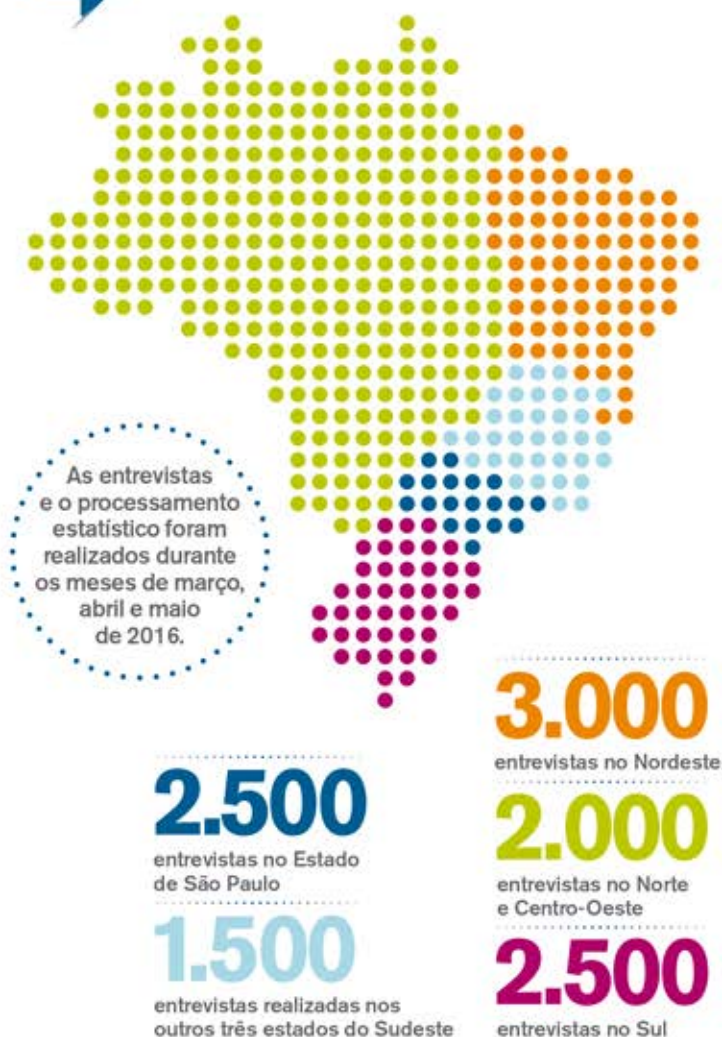 As entrevistas
e o processamento
estatístico foram
realizados durante
os meses de março,
abril e maio
de 2016.
3.000
entrevistas no Nordeste
2.500
entrevistas no Estado
de São Paulo
2.000
entrevistas no Norte
e Centro-Oeste
1.500
entrevistas realizadas nos
outros três estados do Sudeste
2.500
entrevistas no Sul